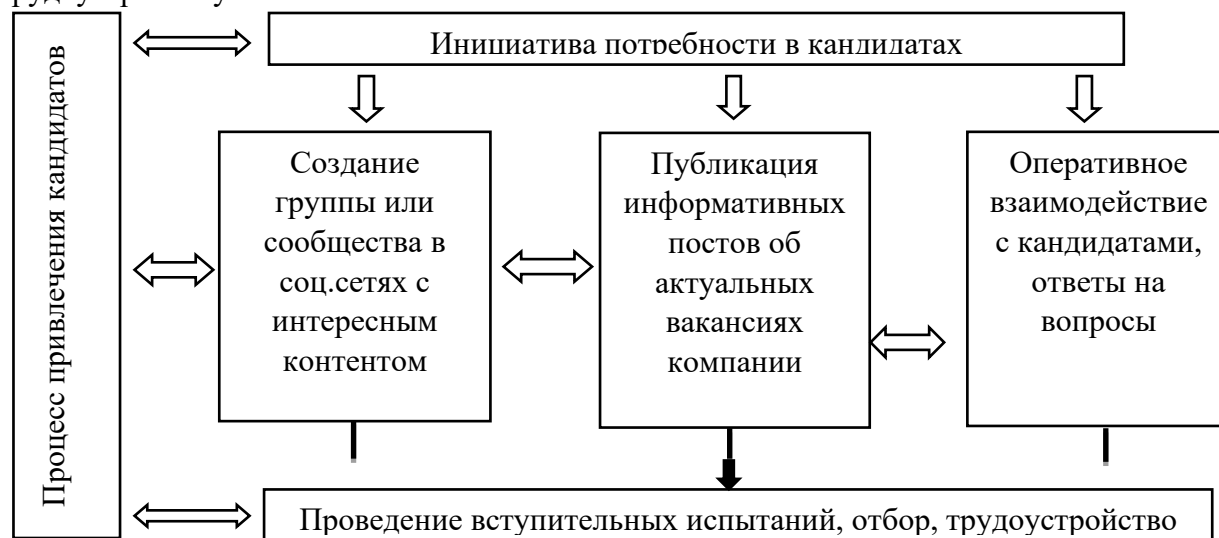 Инициатива потребности в кандидатах
Процесс привлечения кандидатов
Создание
группы или
сообщества в
соц.сетях с
интересным
контентом
Публикация
информативных
постов об
актуальных
вакансиях
компании
Оперативное
взаимодействие
с кандидатами,
ответы на
вопросы
Проведение вступительных испытаний, отбор, трудоустройство